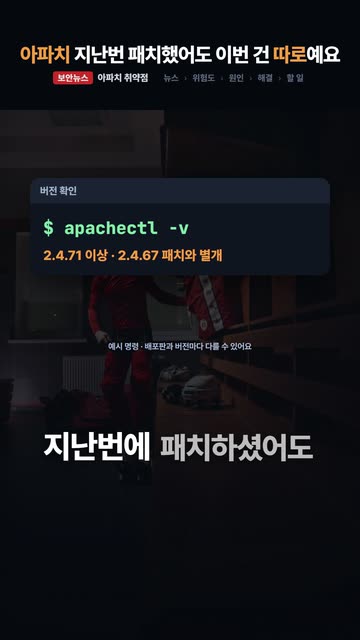 아파치 지난번 패치했어도 이번 건 따로예요
보안뉴스 아파치 취약점 뉴스 › 위험도 › 원인 › 해결 › 할 일
버전 확인
$ apachectl -v
2.4.71 이상 · 2.4.67 패치와 별개
예시 명령 · 배포판과 버전마다 다를 수 있어요
지난번에 패치하셨어도